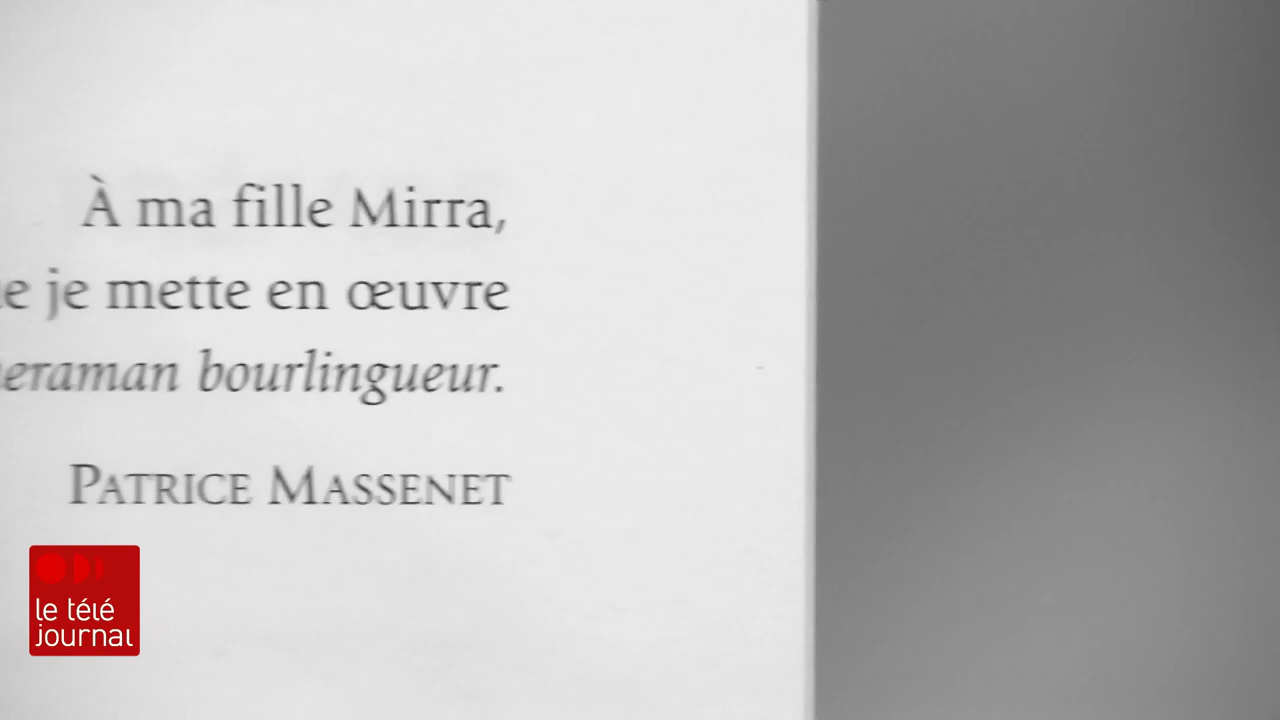 À ma fille Mirra,
je mette en œuvre
bourlingueur.
PATRICE MASSENET
le télé
journal